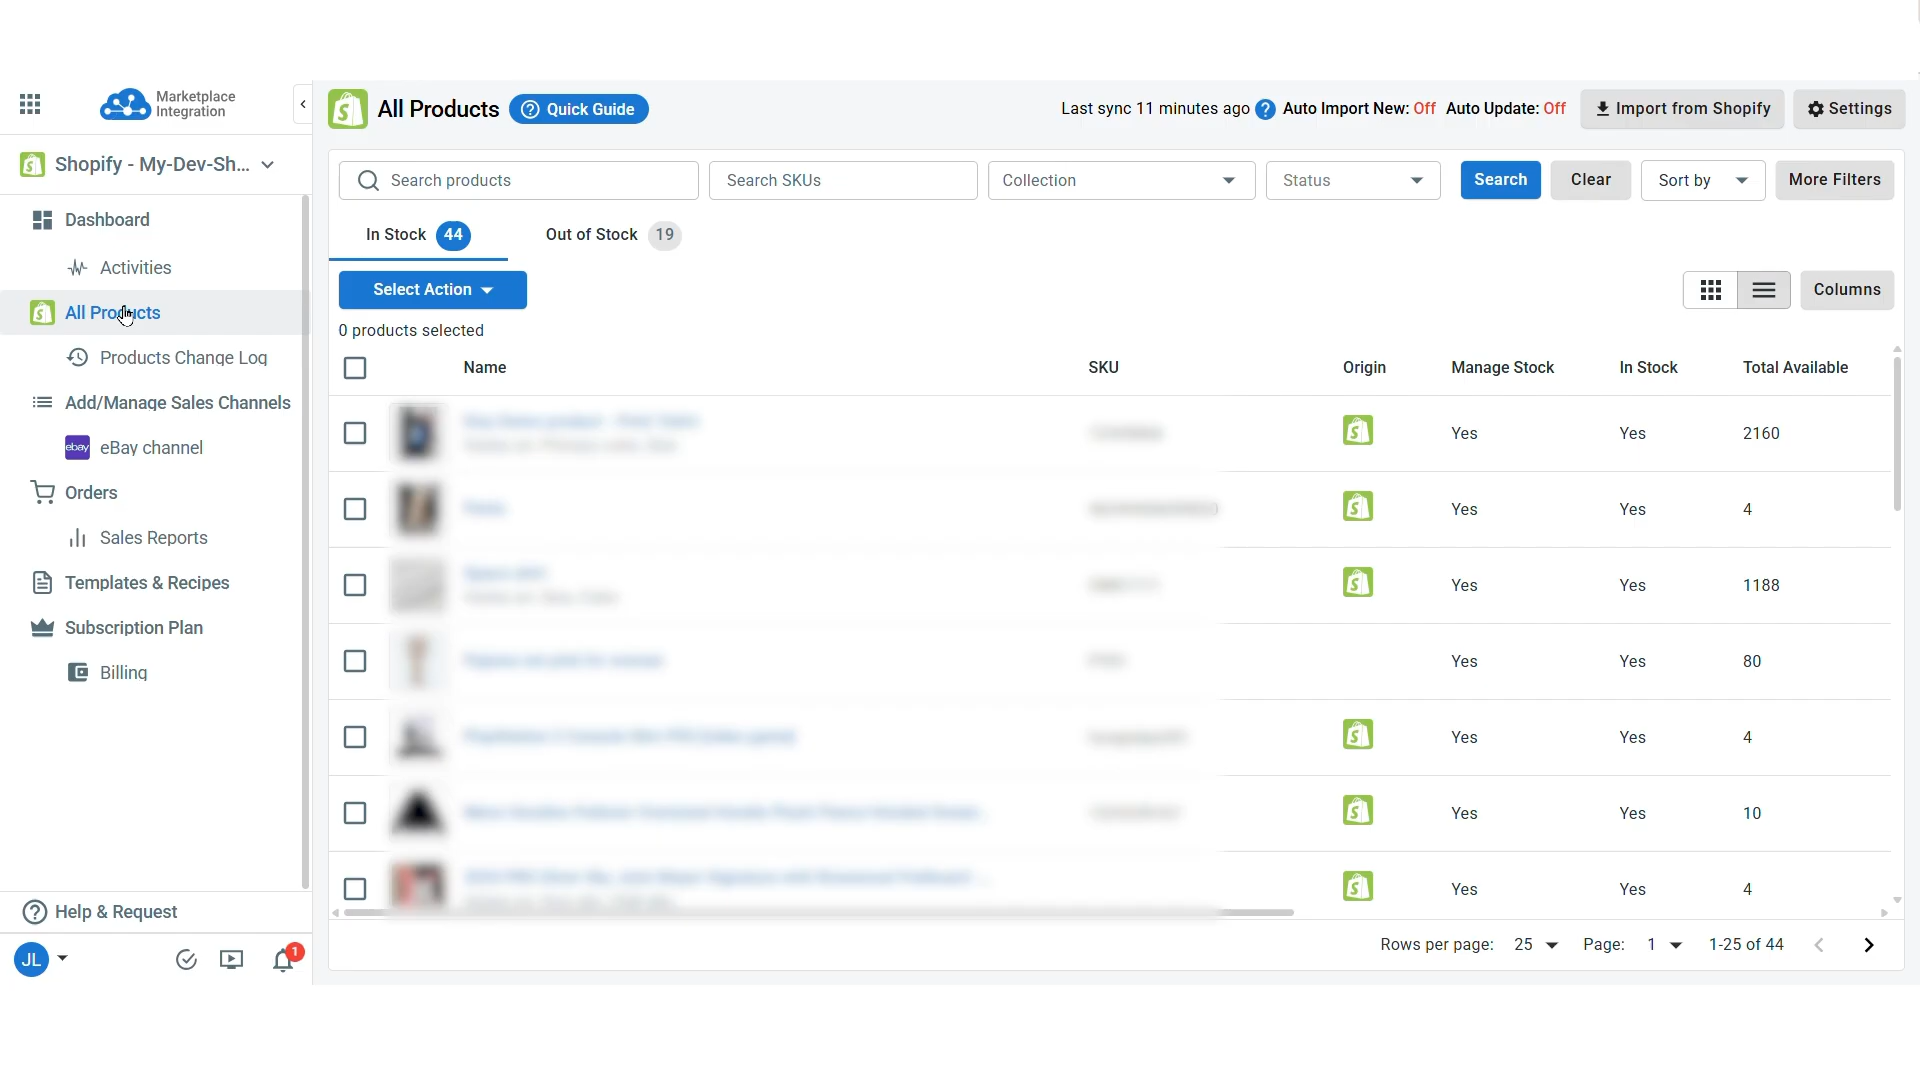 Marketplace
Integration
Shopify - My-Dev-Sh...
Dashboard
Activities
All Products
Products Change Log
Add/Manage Sales Channels
ebay eBay channel
Orders
Sales Reports
Templates & Recipes
Subscription Plan
Billing
Help & Request
JL
1
All Products ? Quick Guide
Last sync 11 minutes ago ? Auto Import New: Off Auto Update: Off Import from Shopify Settings
Search products Search SKUs Collection Status Search Clear Sort by More Filters
In Stock 44 Out of Stock 19
Select Action Columns
0 products selected
Name SKU Origin Manage Stock In Stock Total Available
Yes Yes 2160
Yes Yes 4
Yes Yes 1188
Yes Yes 80
Yes Yes 4
Yes Yes 10
Yes Yes 4
Rows per page: 25 Page: 1 1-25 of 44